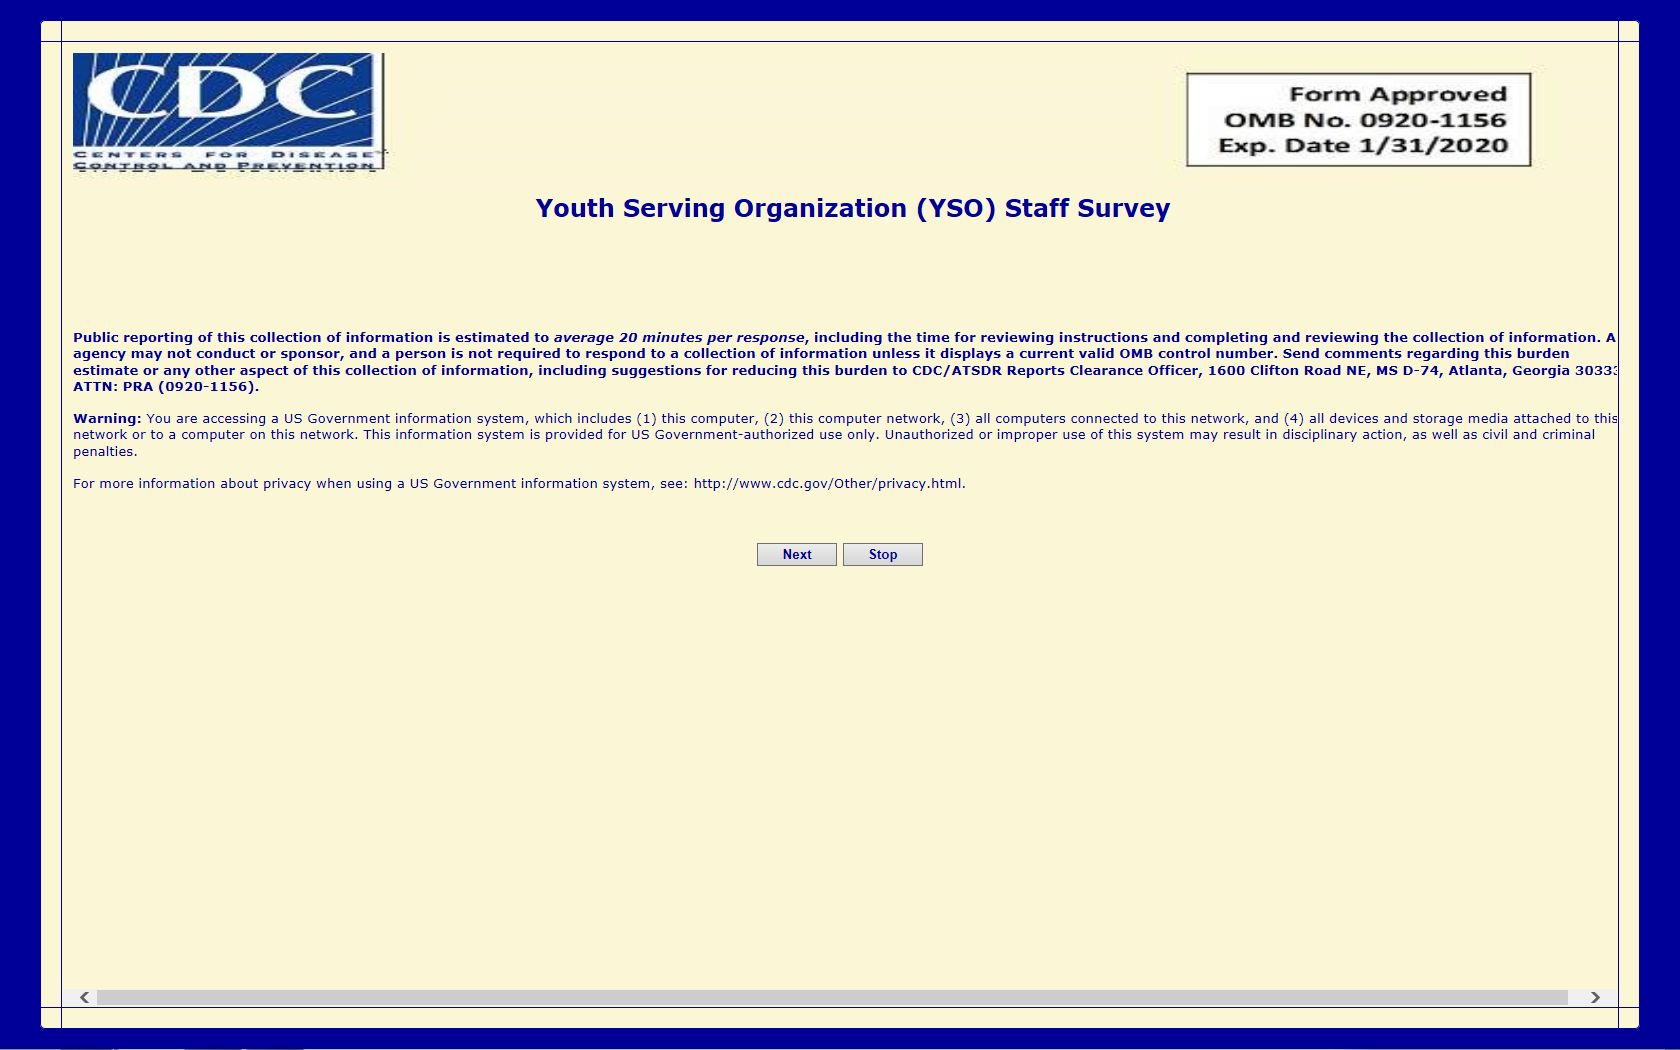 CDC
CENTERS FOR DISEASE
CONTROL AND PREVENTION
Form Approved
OMB No. 0920-1156
Exp. Date 1/31/2020
Youth Serving Organization (YSO) Staff Survey
Public reporting of this collection of information is estimated to average 20 minutes per response, including the time for reviewing instructions and completing and reviewing the collection of information. A
agency may not conduct or sponsor, and a person is not required to respond to a collection of information unless it displays a current valid OMB control number. Send comments regarding this burden
estimate or any other aspect of this collection of information, including suggestions for reducing this burden to CDC/ATSDR Reports Clearance Officer, 1600 Clifton Road NE, MS D-74, Atlanta, Georgia 30333
ATTN: PRA (0920-1156).
Warning: You are accessing a US Government information system, which includes (1) this computer, (2) this computer network, (3) all computers connected to this network, and (4) all devices and storage media attached to this
network or to a computer on this network. This information system is provided for US Government-authorized use only. Unauthorized or improper use of this system may result in disciplinary action, as well as civil and criminal
penalties.
For more information about privacy when using a US Government information system, see: http://www.cdc.gov/Other/privacy.html.
Next Stop